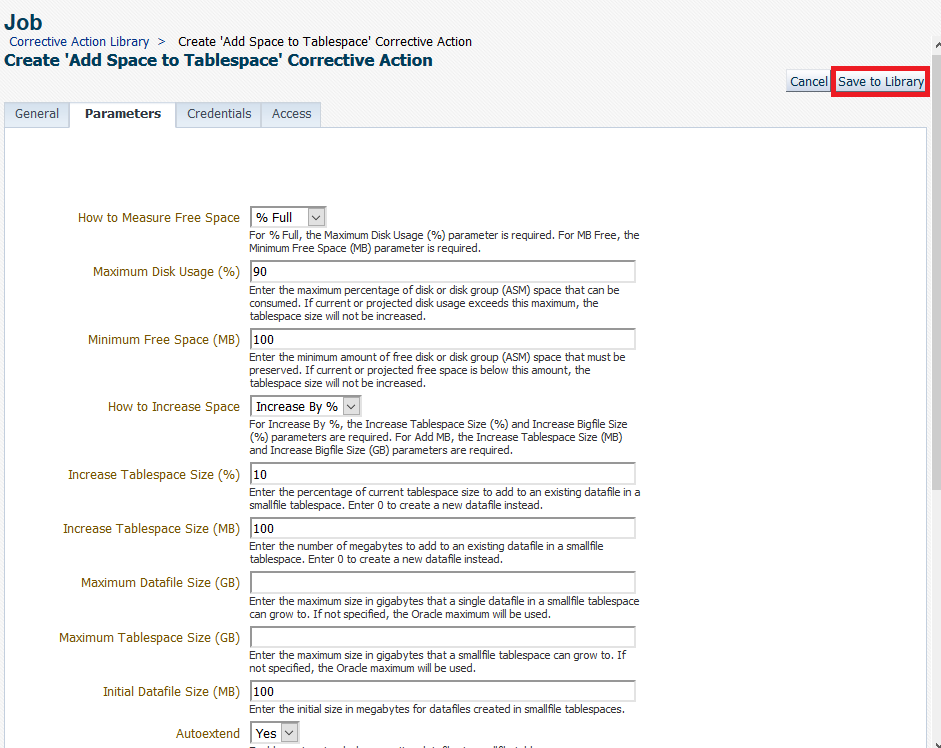 Job
Corrective Action Library > Create 'Add Space to Tablespace' Corrective Action
Create 'Add Space to Tablespace' Corrective Action
Cancel Save to Library
General Parameters Credentials Access
How to Measure Free Space % Full
For % Full, the Maximum Disk Usage (%) parameter is required. For MB Free, the
Minimum Free Space (MB) parameter is required.
Maximum Disk Usage (%) 90
Enter the maximum percentage of disk or disk group (ASM) space that can be
consumed. If current or projected disk usage exceeds this maximum, the
tablespace size will not be increased.
Minimum Free Space (MB) 100
Enter the minimum amount of free disk or disk group (ASM) space that must be
preserved. If current or projected free space is below this amount, the
tablespace size will not be increased.
How to Increase Space Increase By %
For Increase By %, the Increase Tablespace Size (%) and Increase Bigfile Size
(%) parameters are required. For Add MB, the Increase Tablespace Size (MB)
and Increase Bigfile Size (GB) parameters are required.
Increase Tablespace Size (%) 10
Enter the percentage of current tablespace size to add to an existing datafile in a
smallfile tablespace. Enter 0 to create a new datafile instead.
Increase Tablespace Size (MB) 100
Enter the number of megabytes to add to an existing datafile in a smallfile
tablespace. Enter 0 to create a new datafile instead.
Maximum Datafile Size (GB)
Enter the maximum size in gigabytes that a single datafile in a smallfile tablespace
can grow to. If not specified, the Oracle maximum will be used.
Maximum Tablespace Size (GB)
Enter the maximum size in gigabytes that a smallfile tablespace can grow to. If
not specified, the Oracle maximum will be used.
Initial Datafile Size (MB) 100
Enter the initial size in megabytes for datafiles created in smallfile tablespaces.
Autoextend Yes